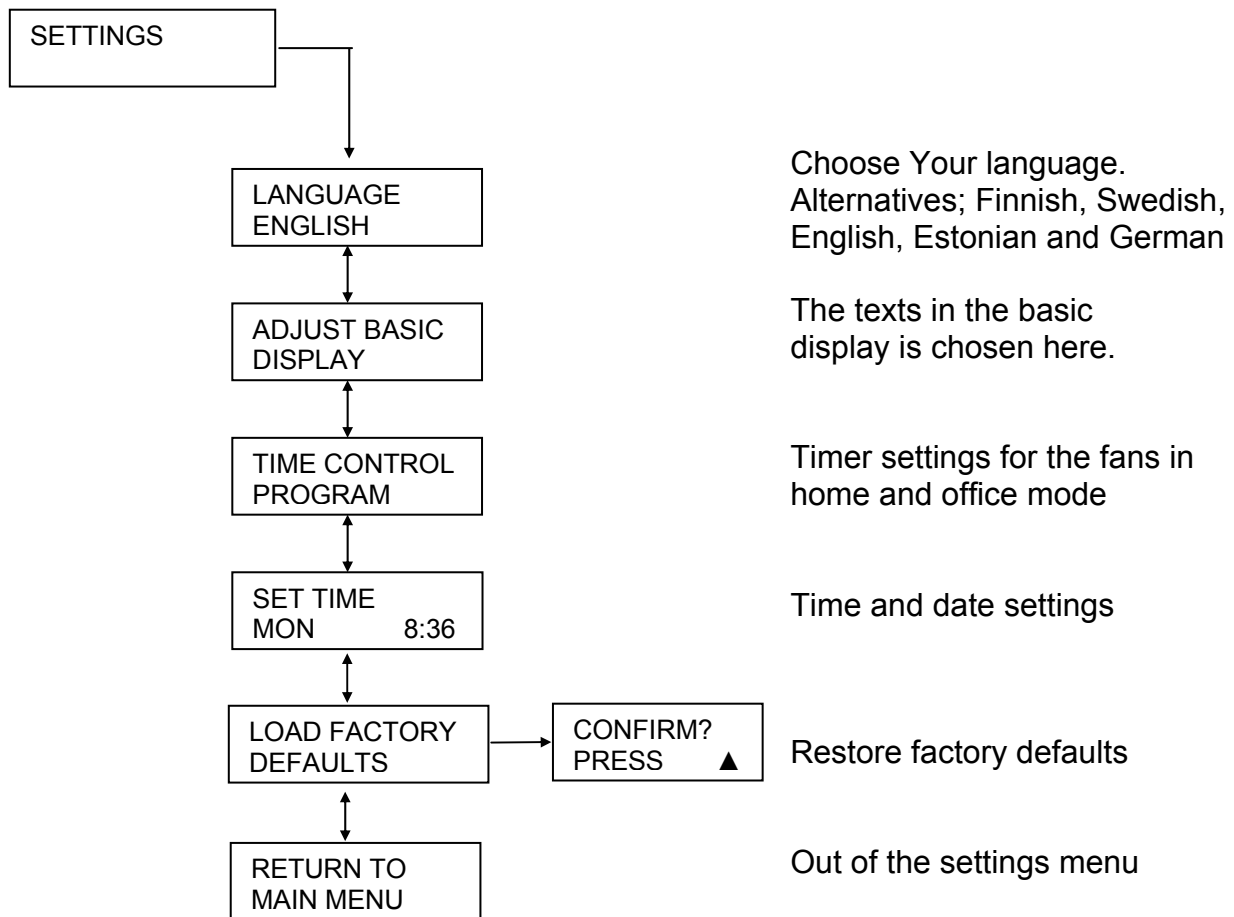 SETTINGS
LANGUAGE
ENGLISH
Choose Your language.
Alternatives; Finnish, Swedish,
English, Estonian and German
ADJUST BASIC
DISPLAY
The texts in the basic
display is chosen here.
TIME CONTROL
PROGRAM
Timer settings for the fans in
home and office mode
SET TIME
MON 8:36
Time and date settings
LOAD FACTORY
DEFAULTS
CONFIRM?
PRESS ▲
Restore factory defaults
RETURN TO
MAIN MENU
Out of the settings menu